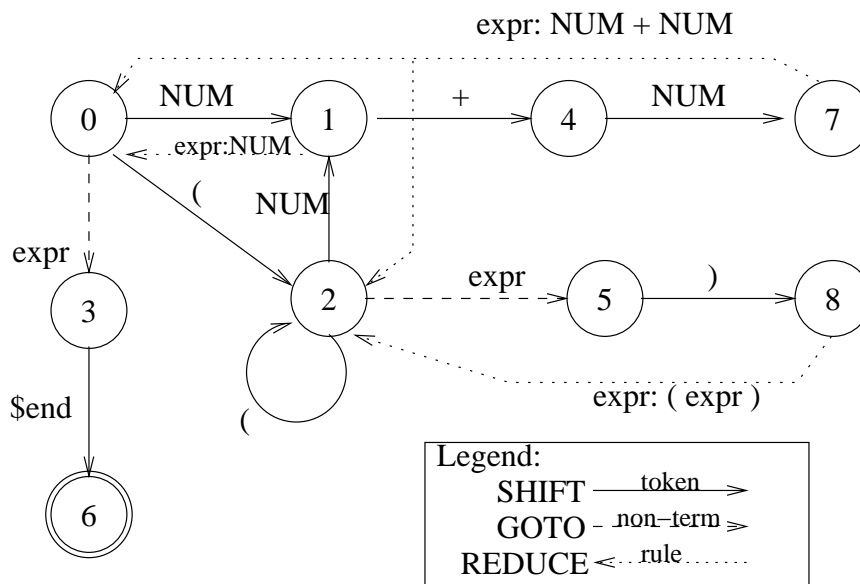 expr: NUM + NUM
NUM + NUM
0 1 4 7
expr:NUM
( NUM
expr expr )
3 2 5 8
$end
expr: ( expr )
(
Legend:
SHIFT token
6 GOTO non-term
REDUCE rule